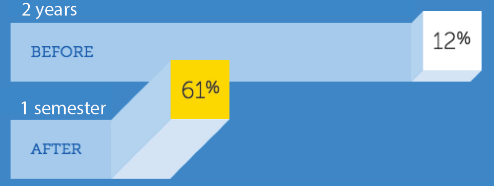 2 years
BEFORE
12%
61%
1 semester
AFTER